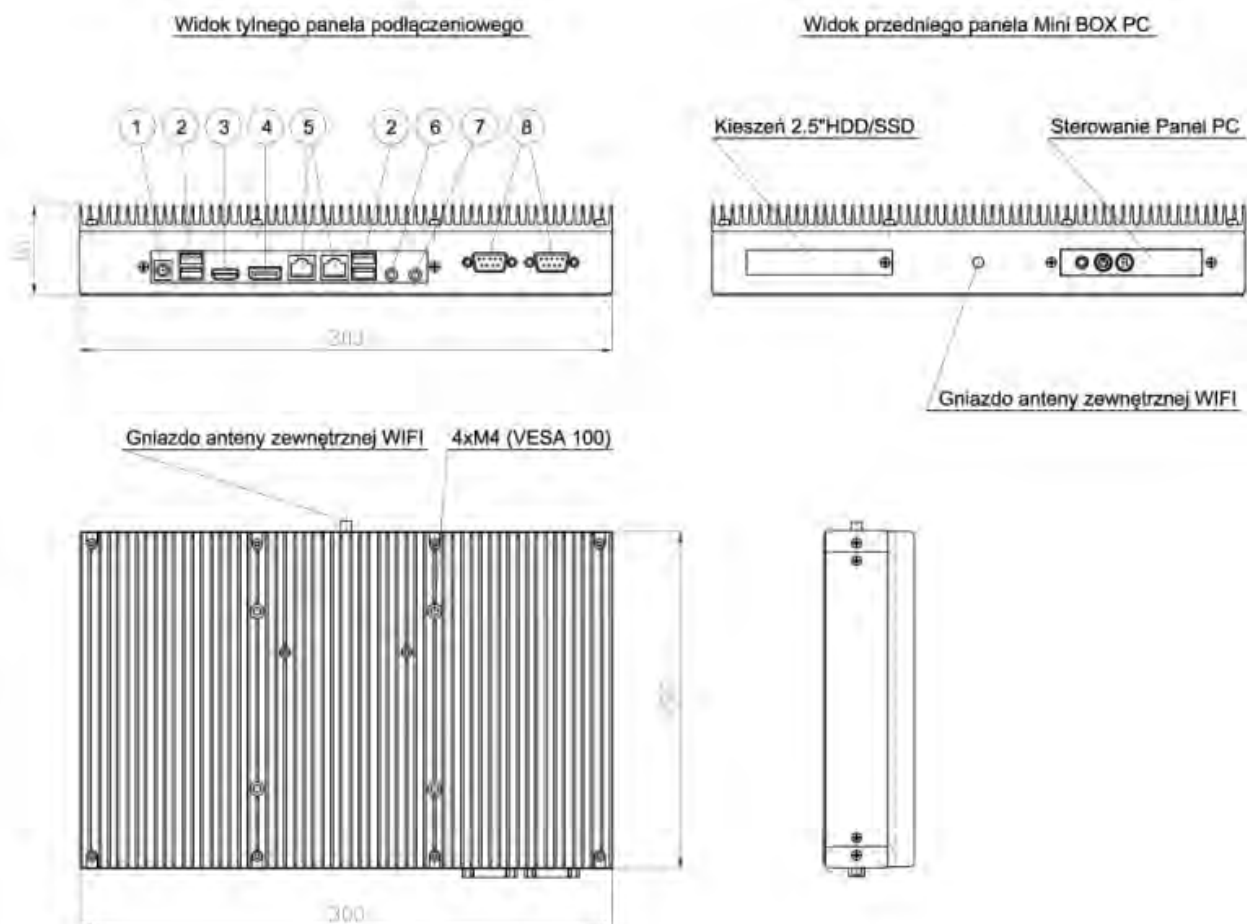 Widok tylnego panela podłączeniowego
Widok przedniego panela Mini BOX PC
1 2 3 4 5 2 6 7 8
Kieszeń 2.5"HDD/SSD
Sterowanie Panel PC
Gniazdo anteny zewnętrznej WIFI
Gniazdo anteny zewnętrznej WIFI
4xM4 (VESA 100)
300